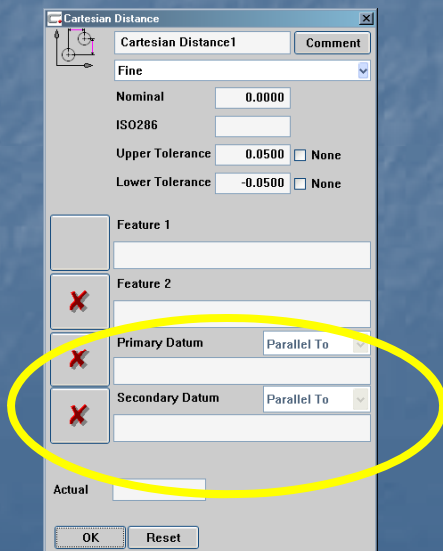 Cartesian Distance
Cartesian Distance1 Comment
Fine
Nominal 0.0000
ISO286
Upper Tolerance 0.0500 None
Lower Tolerance -0.0500 None
Feature 1
Feature 2
Primary Datum Parallel To
Secondary Datum Parallel To
Actual
OK Reset